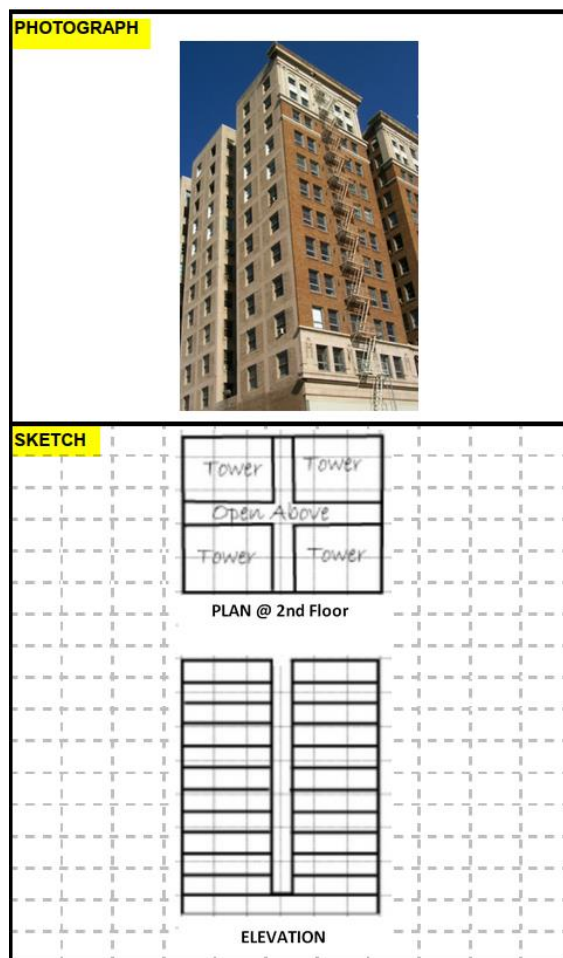 PHOTOGRAPH
SKETCH
Tower Tower
Open Above
Tower Tower
PLAN @ 2nd Floor
ELEVATION